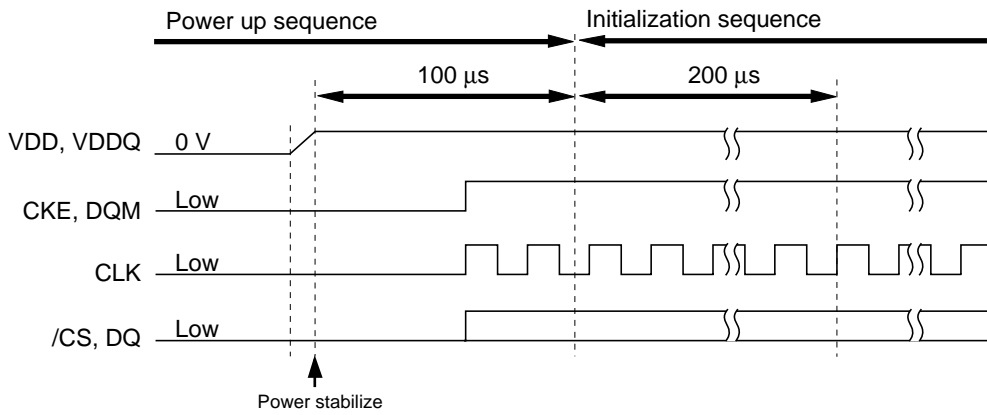 Power up sequence
Initialization sequence
100 µs
200 µs
VDD, VDDQ
0 V
CKE, DQM
Low
CLK
Low
/CS, DQ
Low
Power stabilize